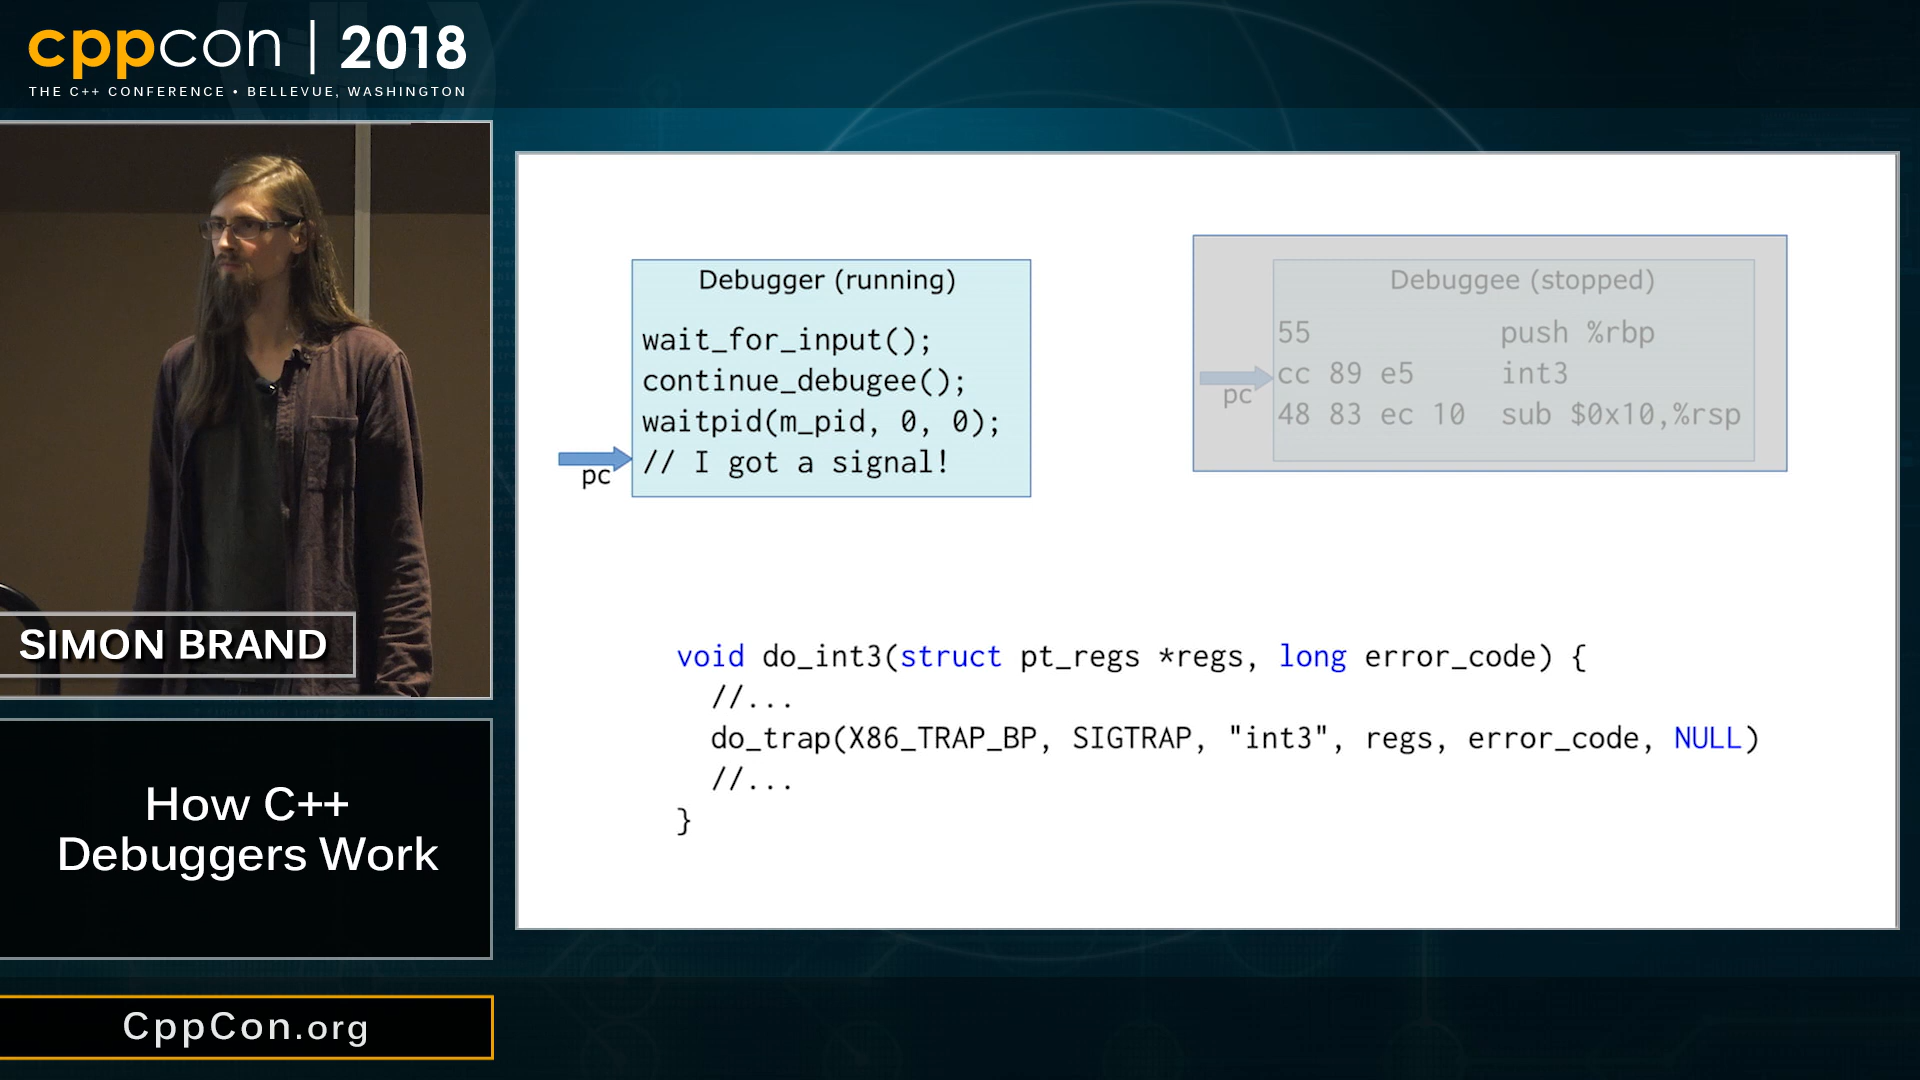 cppcon | 2018
THE C++ CONFERENCE • BELLEVUE, WASHINGTON
SIMON BRAND
How C++
Debuggers Work
CppCon.org
Debugger (running)
wait_for_input();
continue_debugee();
waitpid(m_pid, 0, 0);
// I got a signal!
pc
Debuggee (stopped)
55 push %rbp
cc 89 e5 int3
48 83 ec 10 sub $0x10,%rsp
pc
void do_int3(struct pt_regs *regs, long error_code) {
//...
do_trap(X86_TRAP_BP, SIGTRAP, "int3", regs, error_code, NULL)
//...
}